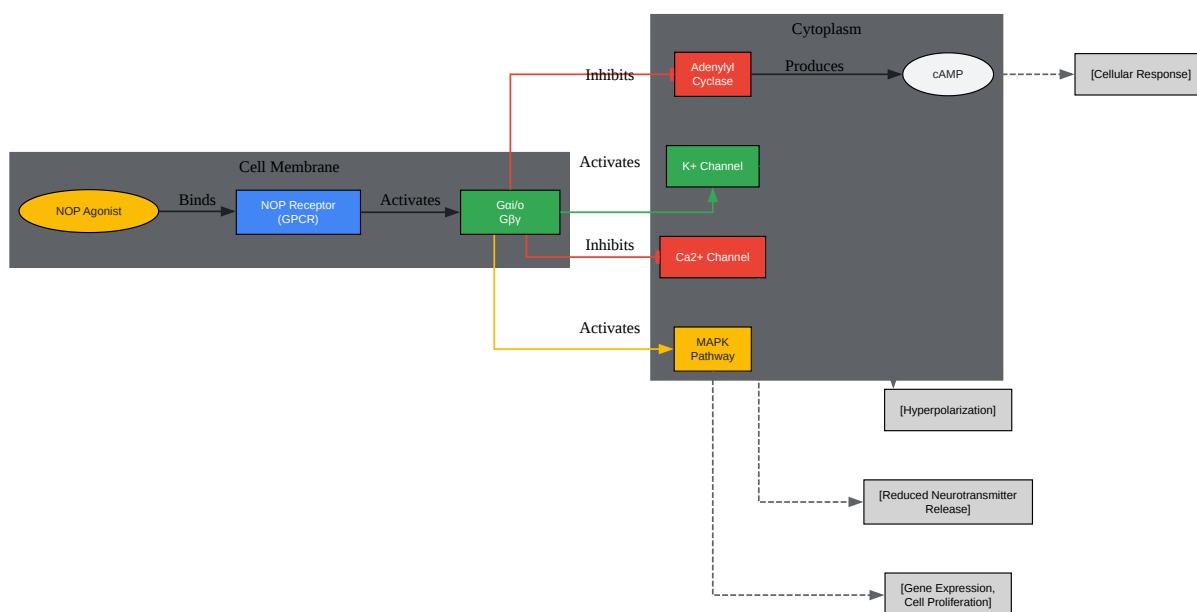 Cytoplasm
Inhibits
Adenylyl
Cyclase
Produces
cAMP
[Cellular Response]
Cell Membrane
Activates
K+ Channel
NOP Agonist
Binds
NOP Receptor
(GPCR)
Activates
Gαi/o
Gβγ
Inhibits
Ca2+ Channel
Activates
MAPK
Pathway
[Hyperpolarization]
[Reduced Neurotransmitter
Release]
[Gene Expression,
Cell Proliferation]